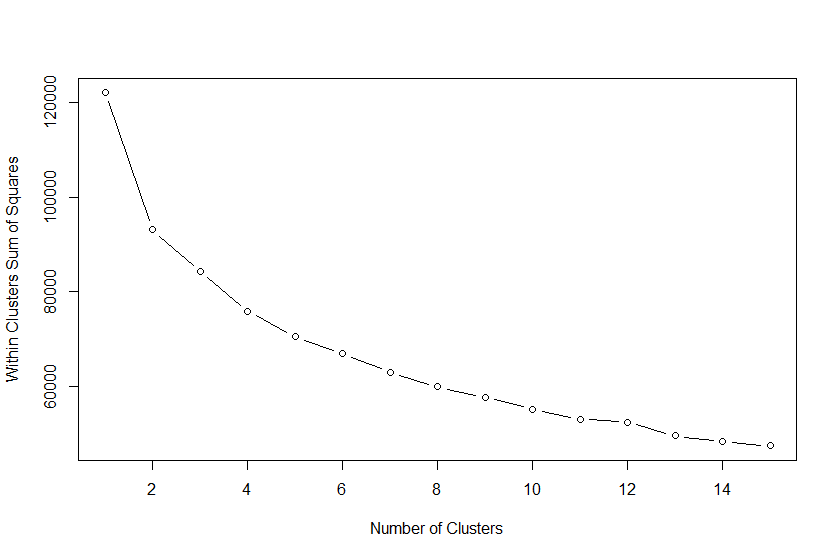 Within Clusters Sum of Squares
120000
100000
80000
60000
2 4 6 8 10 12 14
Number of Clusters